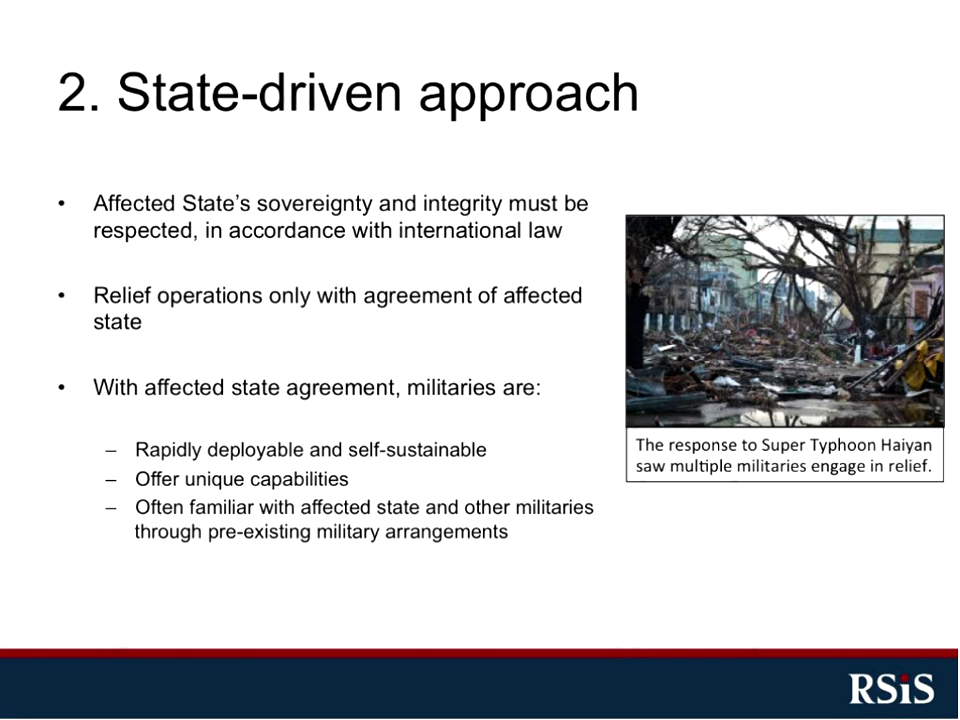 2. State-driven approach
• Affected State’s sovereignty and integrity must be
respected, in accordance with international law
• Relief operations only with agreement of affected
state
• With affected state agreement, militaries are:
– Rapidly deployable and self-sustainable
– Offer unique capabilities
– Often familiar with affected state and other militaries
through pre-existing military arrangements
The response to Super Typhoon Haiyan
saw multiple militaries engage in relief.
RSiS